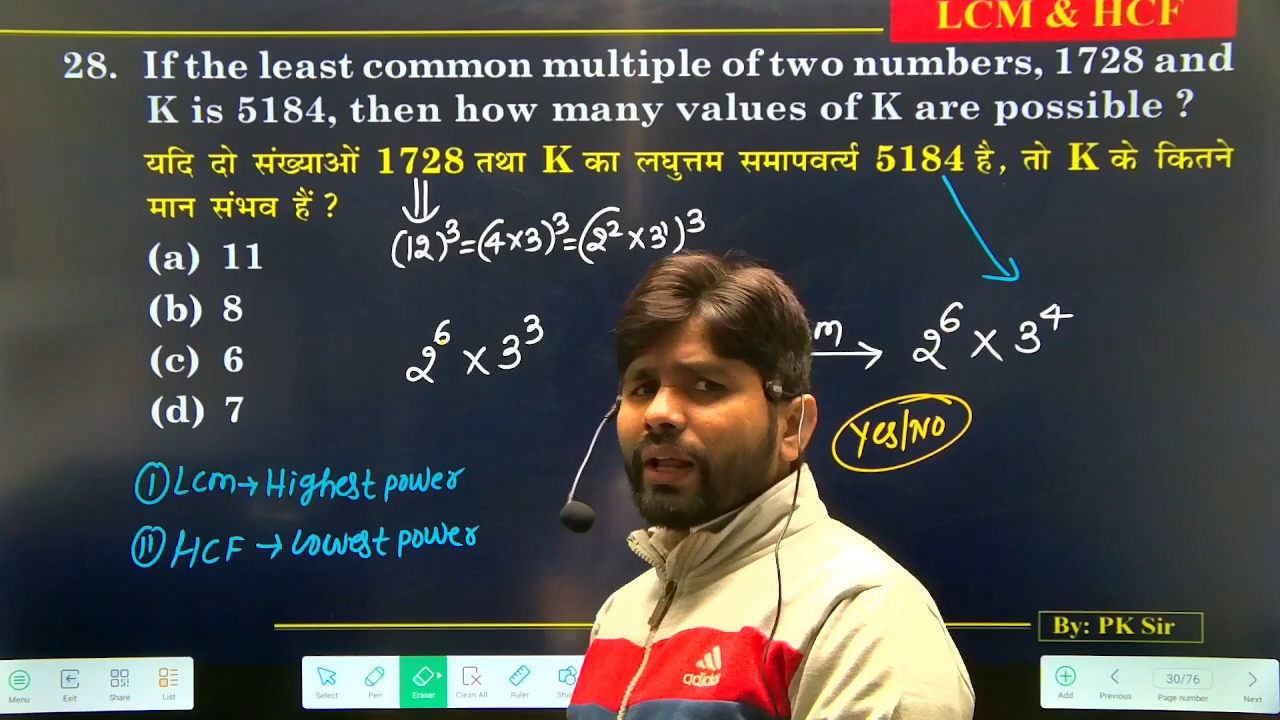 LCM & HCF
28. If the least common multiple of two numbers, 1728 and
K is 5184, then how many values of K are possible ?
यदि दो संख्याओं 1728 तथा K का लघुत्तम समापवर्त्य 5184 है, तो K के कितने
मान संभव हैं ?
(12)³=(4×3)³=(2²×3¹)³
(a) 11
(b) 8
(c) 6
(d) 7
2⁶×3³
m → 2⁶×3⁴
Yes/No
① Lcm→Highest power
② HCF→Lowest power
By: PK Sir
adidas
Menu Exit Share List
Select Pen Eraser Clean All Ruler
Add Previous 30/76 Page number Next